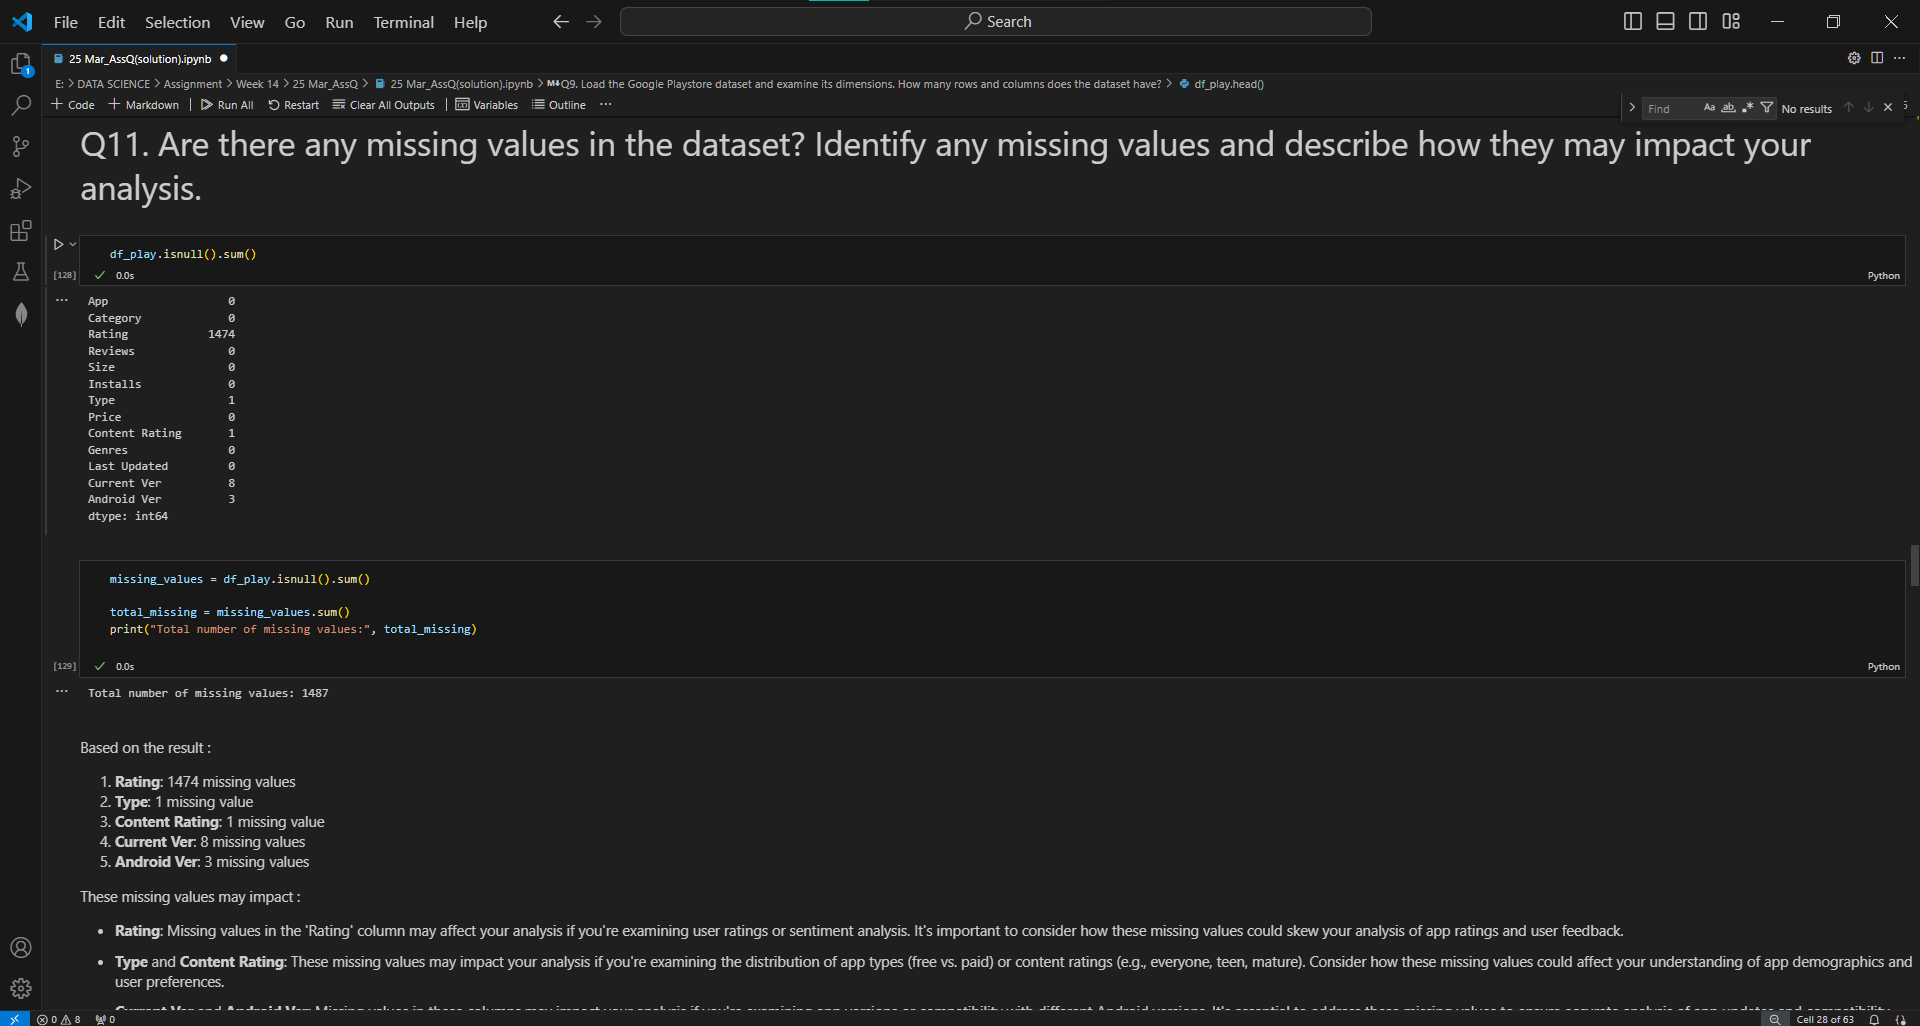 File Edit Selection View Go Run Terminal Help
Search
25 Mar_AssQ(solution).ipynb
E: > DATA SCIENCE > Assignment > Week 14 > 25 Mar_AssQ > 25 Mar_AssQ(solution).ipynb > M↓Q9. Load the Google Playstore dataset and examine its dimensions. How many rows and columns does the dataset have? > df_play.head()
+ Code + Markdown | Run All Restart Clear All Outputs | Variables Outline ...
Find Aa ab .* No results
Q11. Are there any missing values in the dataset? Identify any missing values and describe how they may impact your
analysis.
df_play.isnull().sum()
[128] 0.0s Python
App 0
Category 0
Rating 1474
Reviews 0
Size 0
Installs 0
Type 1
Price 0
Content Rating 1
Genres 0
Last Updated 0
Current Ver 8
Android Ver 3
dtype: int64
missing_values = df_play.isnull().sum()
total_missing = missing_values.sum()
print("Total number of missing values:", total_missing)
[129] 0.0s Python
Total number of missing values: 1487
Based on the result :
1. Rating: 1474 missing values
2. Type: 1 missing value
3. Content Rating: 1 missing value
4. Current Ver: 8 missing values
5. Android Ver: 3 missing values
These missing values may impact :
• Rating: Missing values in the 'Rating' column may affect your analysis if you're examining user ratings or sentiment analysis. It's important to consider how these missing values could skew your analysis of app ratings and user feedback.
• Type and Content Rating: These missing values may impact your analysis if you're examining the distribution of app types (free vs. paid) or content ratings (e.g., everyone, teen, mature). Consider how these missing values could affect your understanding of app demographics and
user preferences.
0 8 0 Cell 28 of 63